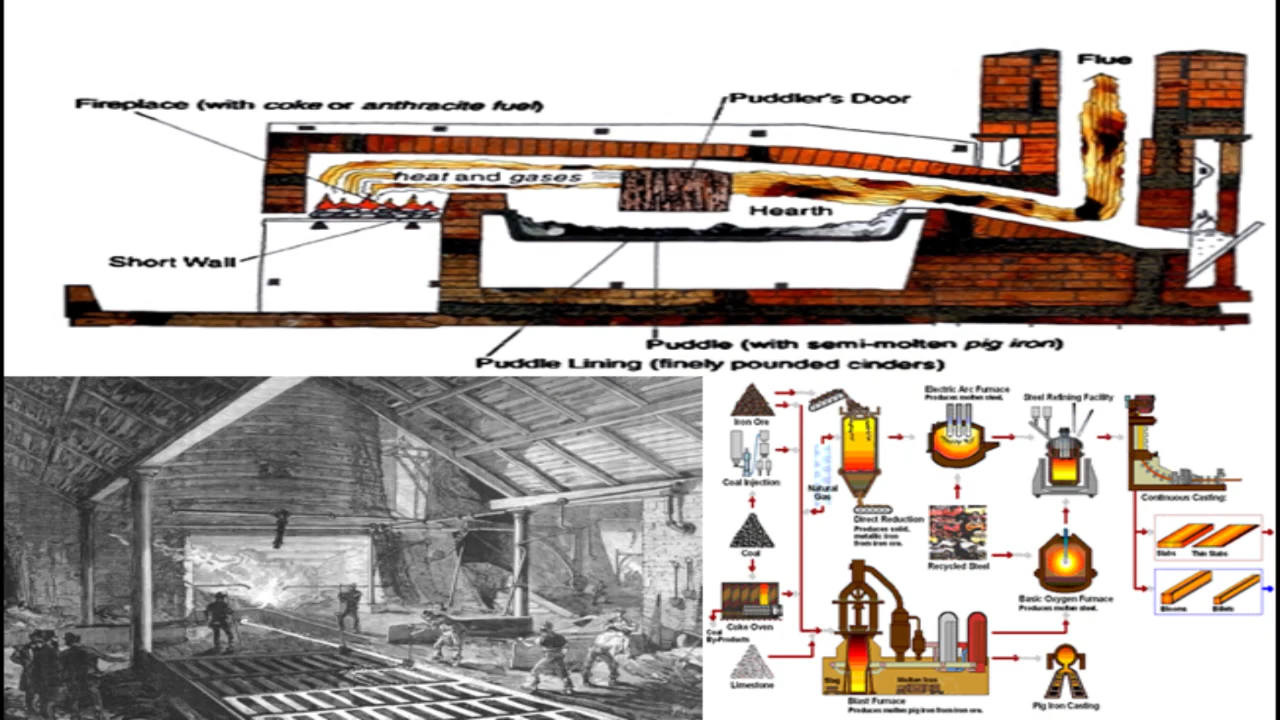 Flue
Fireplace (with coke or anthracite fuel)
Puddler's Door
heat and gases
Hearth
Short Wall
Puddle (with semi-molten pig iron)
Puddle Lining (finely pounded cinders)
Electric Arc Furnace
Produces molten steel.
Steel Refining Facility
Iron Ore
Coal Injection
Natural
Gas
Continuous Casting:
Direct Reduction
Produces solid,
metallic iron
from iron ore.
Coal
Recycled Steel
Slabs
Thin Slabs
Basic Oxygen Furnace
Produces molten steel.
Blooms
Billets
Coke Oven
Coal
By-Products
Limestone
Slag
Molten Iron
Blast Furnace
Produces molten pig iron from iron ore.
Pig Iron Casting